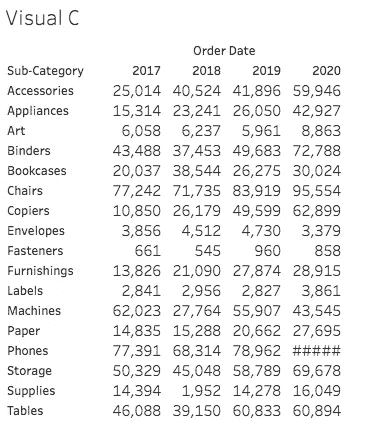 Visual C
Order Date
Sub-Category 2017 2018 2019 2020
Accessories 25,014 40,524 41,896 59,946
Appliances 15,314 23,241 26,050 42,927
Art 6,058 6,237 5,961 8,863
Binders 43,488 37,453 49,683 72,788
Bookcases 20,037 38,544 26,275 30,024
Chairs 77,242 71,735 83,919 95,554
Copiers 10,850 26,179 49,599 62,899
Envelopes 3,856 4,512 4,730 3,379
Fasteners 661 545 960 858
Furnishings 13,826 21,090 27,874 28,915
Labels 2,841 2,956 2,827 3,861
Machines 62,023 27,764 55,907 43,545
Paper 14,835 15,288 20,662 27,695
Phones 77,391 68,314 78,962 #####
Storage 50,329 45,048 58,789 69,678
Supplies 14,394 1,952 14,278 16,049
Tables 46,088 39,150 60,833 60,894